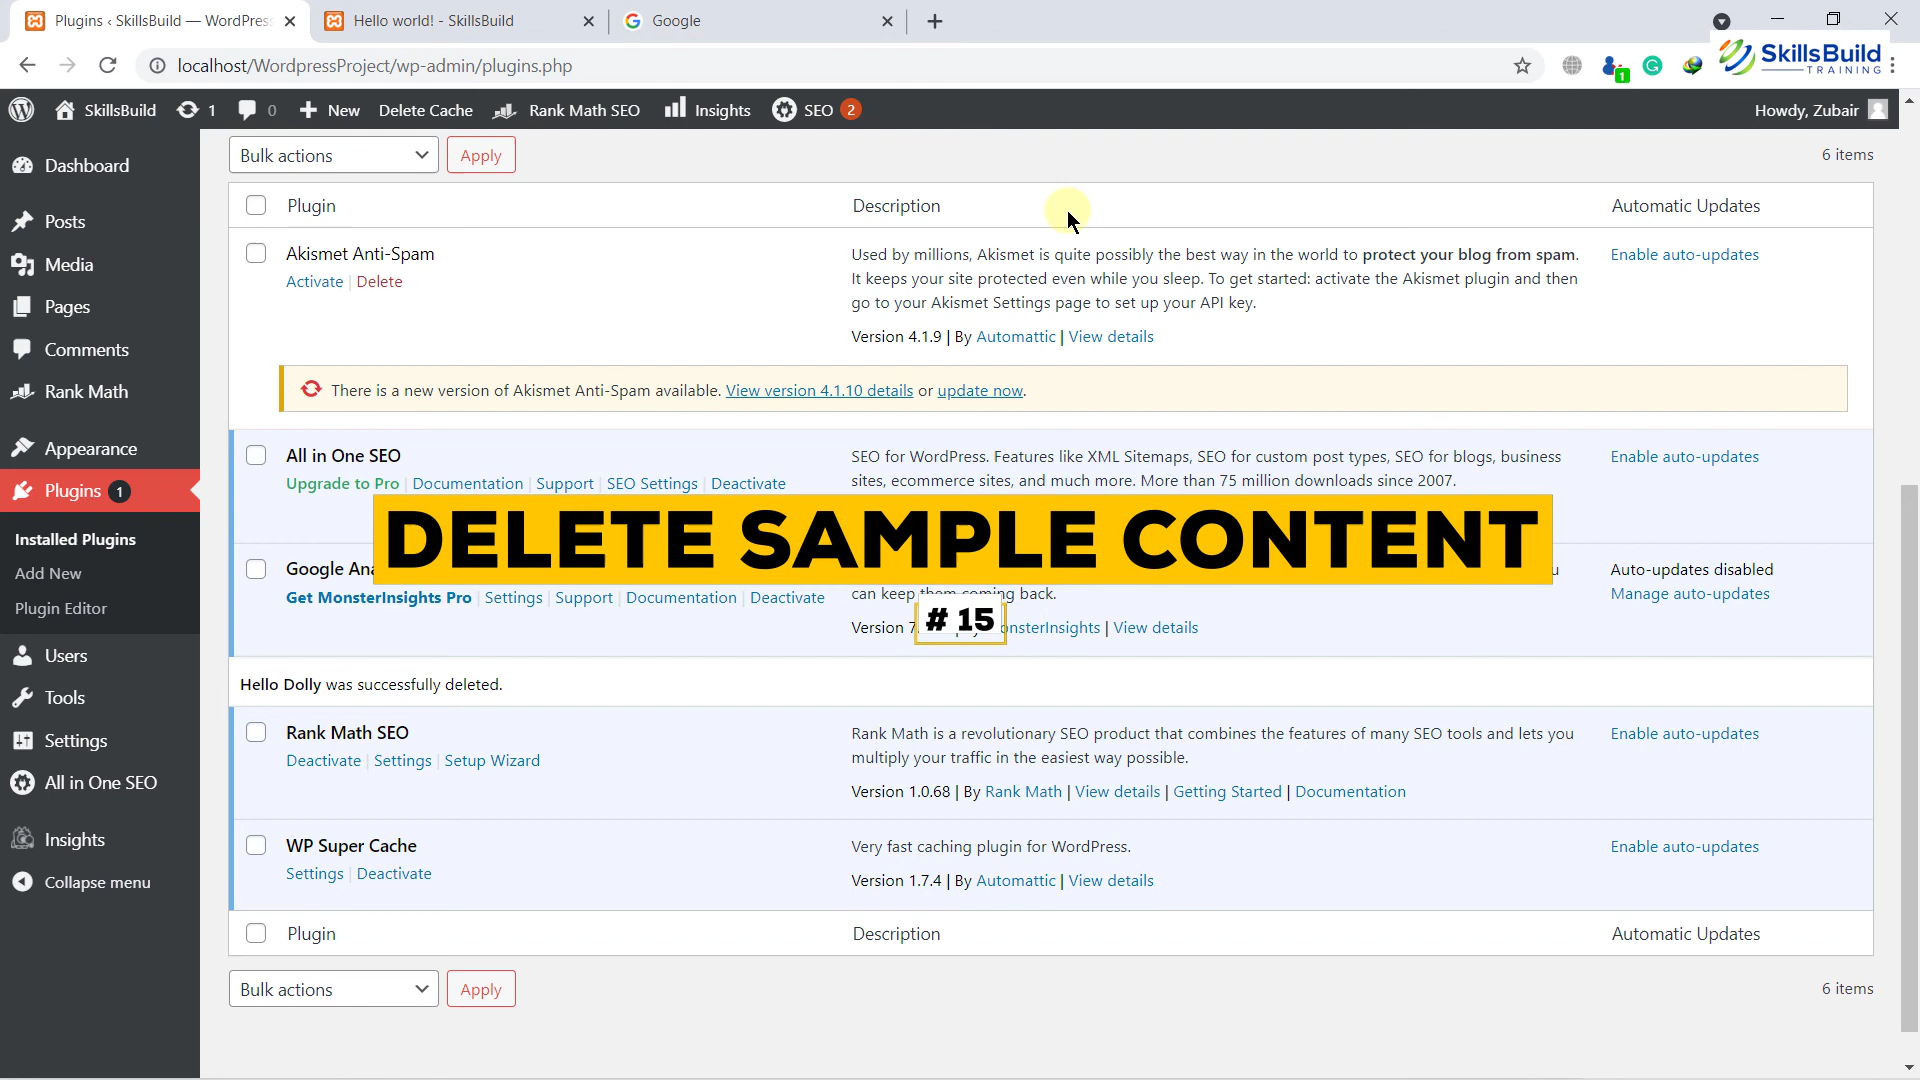 Plugins ‹ SkillsBuild — WordPress
Hello world! - SkillsBuild
Google
localhost/WordpressProject/wp-admin/plugins.php
1
SkillsBuild
TRAINING
SkillsBuild
1
0
New
Delete Cache
Rank Math SEO
Insights
SEO
2
Howdy, Zubair
Dashboard
Posts
Media
Pages
Comments
Rank Math
Appearance
Plugins 1
Installed Plugins
Add New
Plugin Editor
Users
Tools
Settings
All in One SEO
Insights
Collapse menu
Bulk actions
Apply
6 items
Plugin
Description
Automatic Updates
Akismet Anti-Spam
Activate | Delete
Used by millions, Akismet is quite possibly the best way in the world to protect your blog from spam.
It keeps your site protected even while you sleep. To get started: activate the Akismet plugin and then
go to your Akismet Settings page to set up your API key.
Version 4.1.9 | By Automattic | View details
Enable auto-updates
There is a new version of Akismet Anti-Spam available. View version 4.1.10 details or update now.
All in One SEO
Upgrade to Pro | Documentation | Support | SEO Settings | Deactivate
SEO for WordPress. Features like XML Sitemaps, SEO for custom post types, SEO for blogs, business
sites, ecommerce sites, and much more. More than 75 million downloads since 2007.
Enable auto-updates
DELETE SAMPLE CONTENT
# 15
Google
Get MonsterInsights Pro | Settings | Support | Documentation | Deactivate
can keep them coming back.
Version
| View details
Auto-updates disabled
Manage auto-updates
Hello Dolly was successfully deleted.
Rank Math SEO
Deactivate | Settings | Setup Wizard
Rank Math is a revolutionary SEO product that combines the features of many SEO tools and lets you
multiply your traffic in the easiest way possible.
Version 1.0.68 | By Rank Math | View details | Getting Started | Documentation
Enable auto-updates
WP Super Cache
Settings | Deactivate
Very fast caching plugin for WordPress.
Version 1.7.4 | By Automattic | View details
Enable auto-updates
Plugin
Description
Automatic Updates
Bulk actions
Apply
6 items